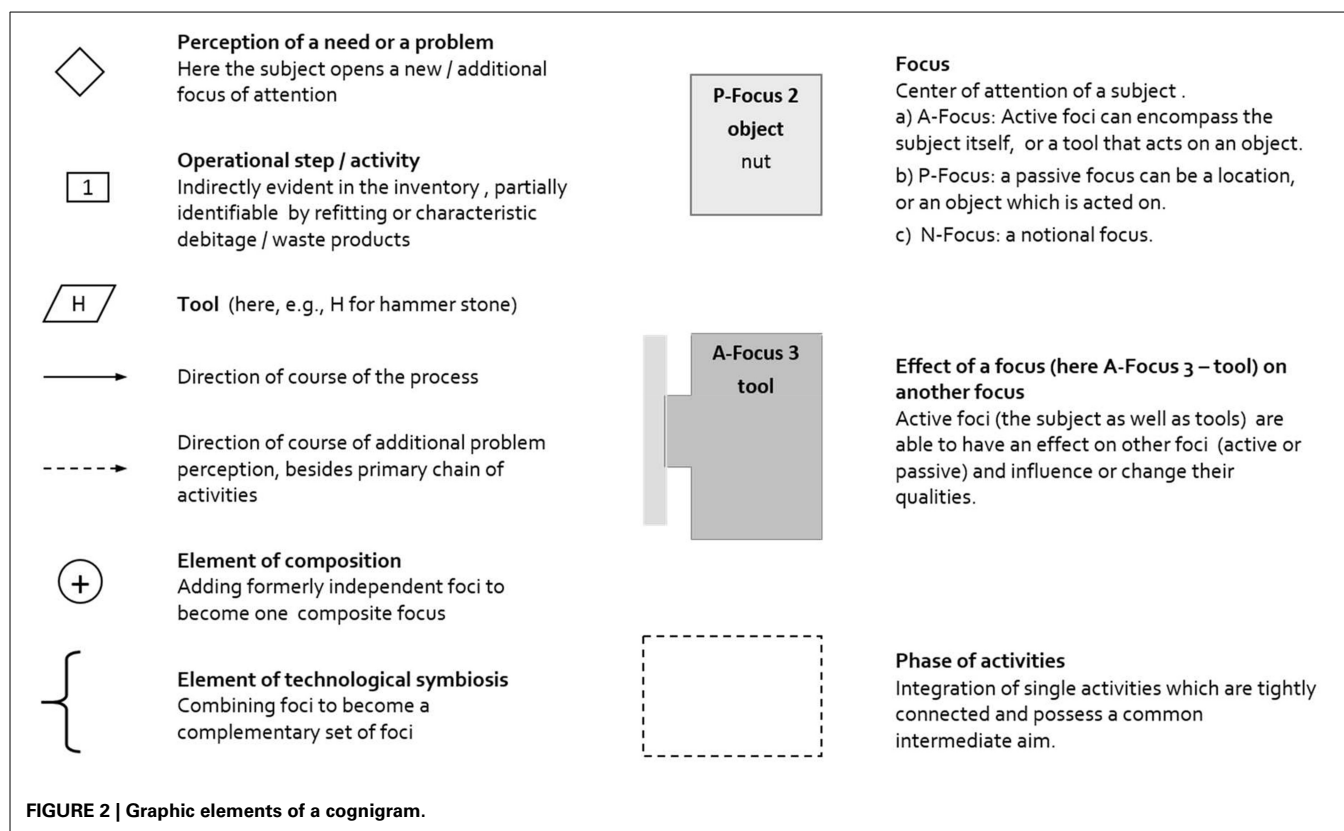 Perception of a need or a problem
Here the subject opens a new / additional
focus of attention
1
Operational step / activity
Indirectly evident in the inventory , partially
identifiable by refitting or characteristic
debitage / waste products
H
Tool (here, e.g., H for hammer stone)
Direction of course of the process
Direction of course of additional problem
perception, besides primary chain of
activities
+
Element of composition
Adding formerly independent foci to
become one composite focus
Element of technological symbiosis
Combining foci to become a
complementary set of foci
P-Focus 2
object
nut
Focus
Center of attention of a subject .
a) A-Focus: Active foci can encompass the
subject itself, or a tool that acts on an object.
b) P-Focus: a passive focus can be a location,
or an object which is acted on.
c) N-Focus: a notional focus.
A-Focus 3
tool
Effect of a focus (here A-Focus 3 – tool) on
another focus
Active foci (the subject as well as tools) are
able to have an effect on other foci (active or
passive) and influence or change their
qualities.
Phase of activities
Integration of single activities which are tightly
connected and possess a common
intermediate aim.
FIGURE 2 | Graphic elements of a cognigram.